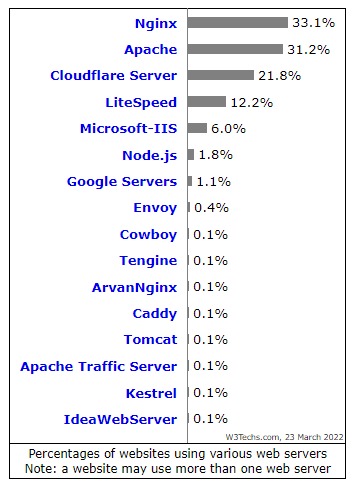 Nginx 33.1%
Apache 31.2%
Cloudflare Server 21.8%
LiteSpeed 12.2%
Microsoft-IIS 6.0%
Node.js 1.8%
Google Servers 1.1%
Envoy 0.4%
Cowboy 0.1%
Tengine 0.1%
ArvanNginx 0.1%
Caddy 0.1%
Tomcat 0.1%
Apache Traffic Server 0.1%
Kestrel 0.1%
IdeaWebServer 0.1%
W3Techs.com, 23 March 2022
Percentages of websites using various web servers
Note: a website may use more than one web server